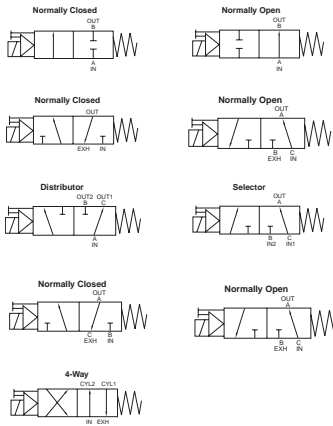 Normally Closed
OUT
B
A
IN
Normally Open
OUT
B
A
IN
Normally Closed
OUT
EXH IN
Normally Open
OUT
A
B C
EXH IN
Distributor
OUT2 OUT1
B C
A
IN
Selector
OUT
A
B C
IN2 IN1
Normally Closed
OUT
A
C B
EXH IN
Normally Open
OUT
A
B C
EXH IN
4-Way
CYL2 CYL1
IN EXH